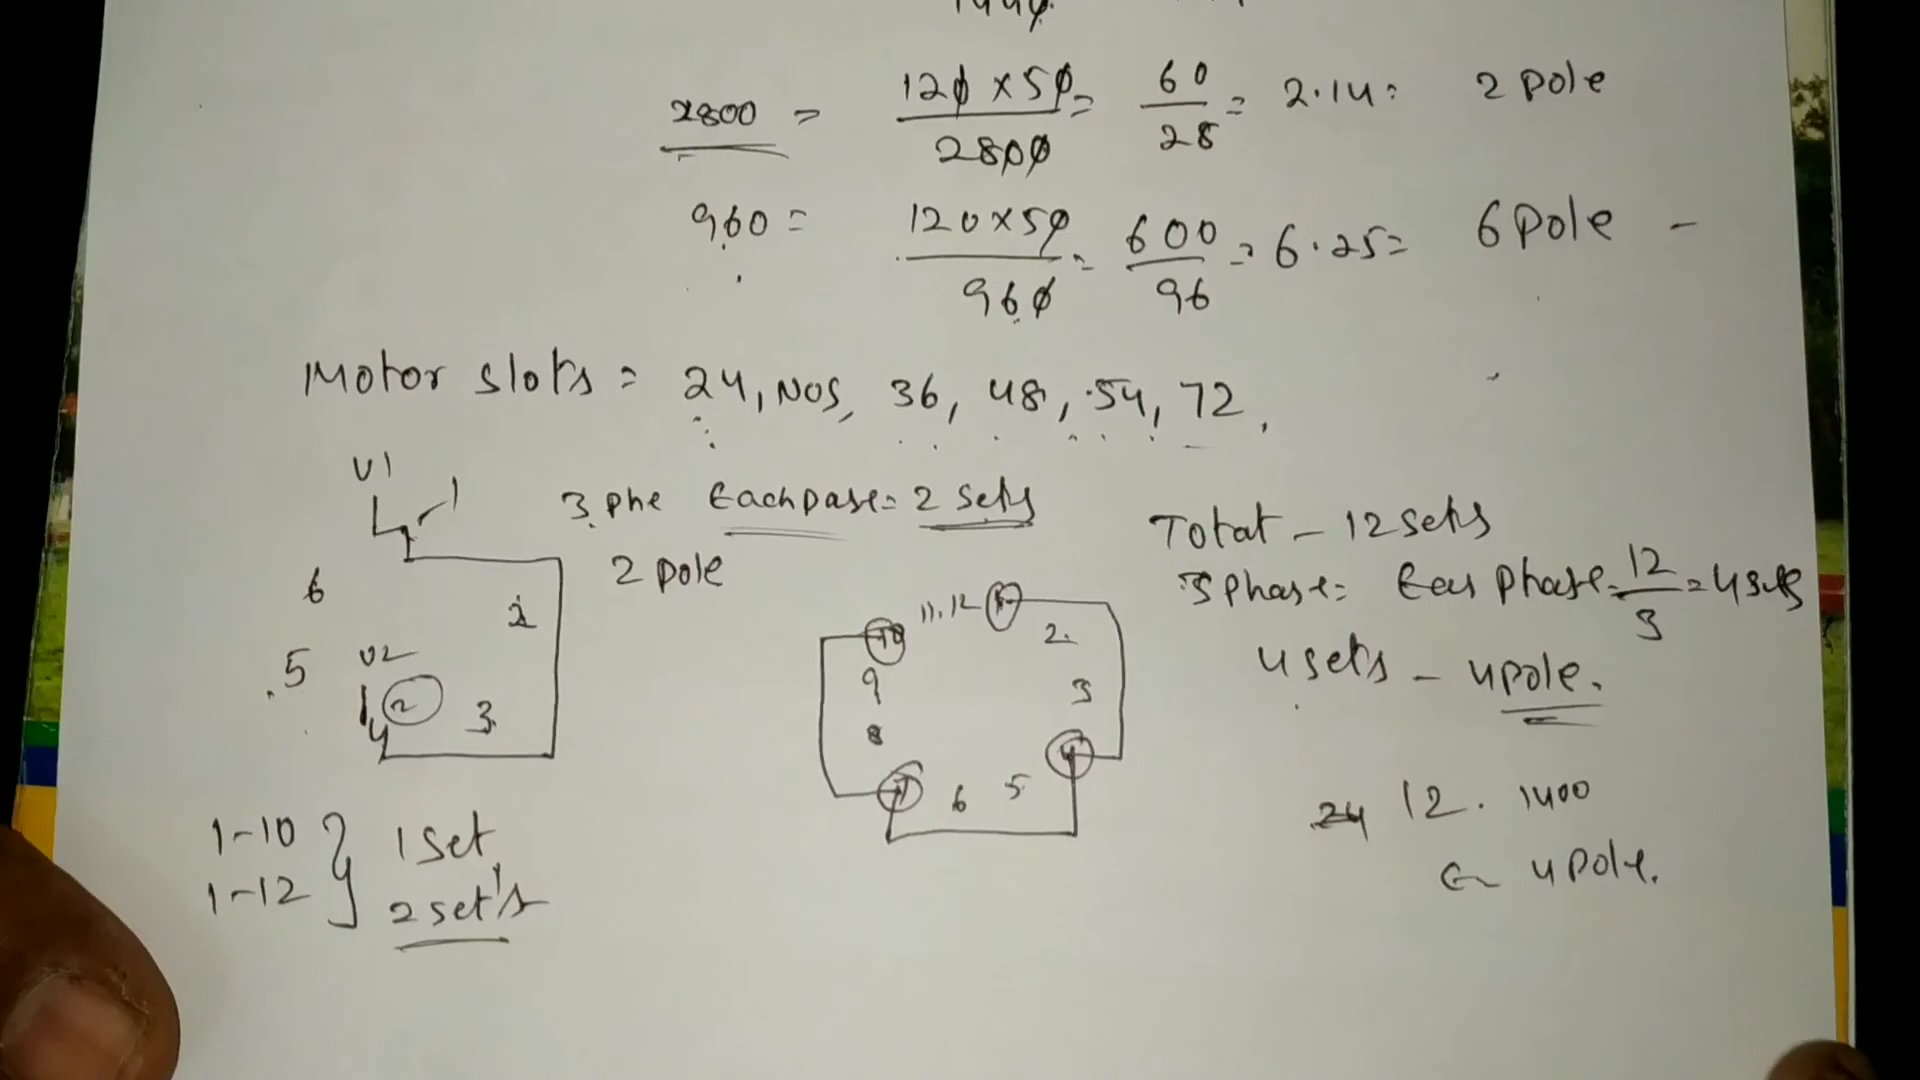 2800 = 120 x 50 / 2800 = 60 / 28 = 2.14 = 2 pole
960 = 120 x 50 / 960 = 600 / 96 = 6.25 = 6 Pole -
Motor slots = 24, NOS, 36, 48, 54, 72,
U1
1
3 phe Each pase = 2 sets
2 pole
6
2
5
U2
2
3
4
1-10 } 1 set
1-12 } 2 set's
11, 12 1
10
2.
9
3
8
4
7
6
5
Total - 12 sets
3 Phase = Phase = 12 / 3 = 4 sets
4 sets - 4 pole.
24 12. 1400
4 Pole.